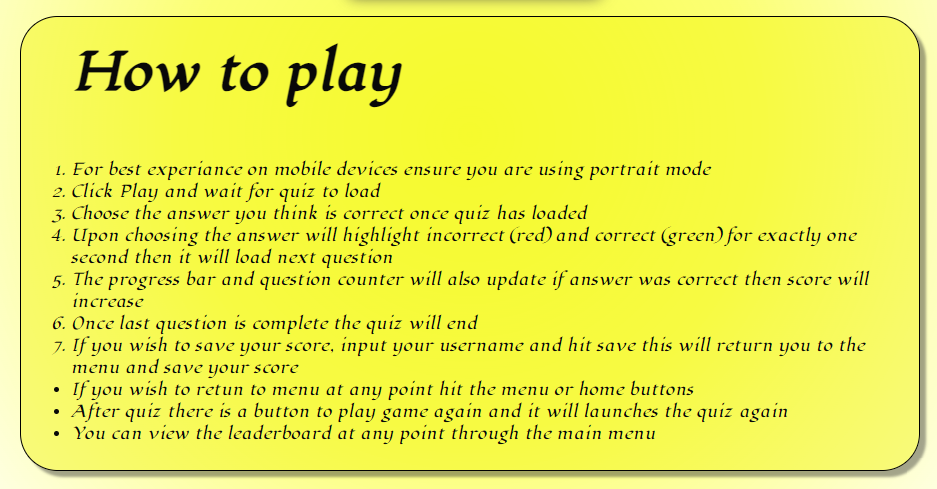 How to play
1. For best experiance on mobile devices ensure you are using portrait mode
2. Click Play and wait for quiz to load
3. Choose the answer you think is correct once quiz has loaded
4. Upon choosing the answer will highlight incorrect (red) and correct (green) for exactly one
second then it will load next question
5. The progress bar and question counter will also update if answer was correct then score will
increase
6. Once last question is complete the quiz will end
7. If you wish to save your score, input your username and hit save this will return you to the
menu and save your score
• If you wish to retun to menu at any point hit the menu or home buttons
• After quiz there is a button to play game again and it will launches the quiz again
• You can view the leaderboard at any point through the main menu